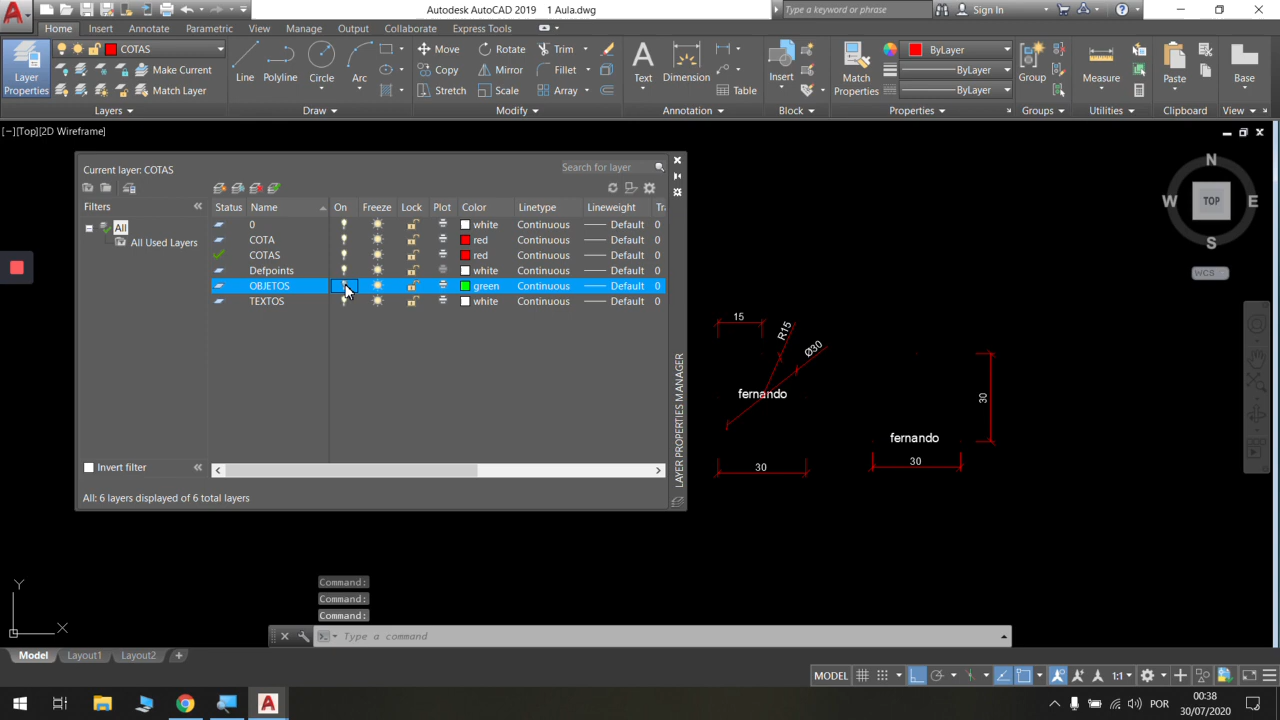 Autodesk AutoCAD 2019 1 Aula.dwg
Type a keyword or phrase
Sign In
Home Insert Annotate Parametric View Manage Output Collaborate Express Tools
Layer Properties
COTAS
Make Current
Match Layer
Layers
Line
Polyline
Circle
Arc
Draw
Move
Rotate
Trim
Copy
Mirror
Fillet
Stretch
Scale
Array
Modify
Text
Dimension
Table
Annotation
Insert
Block
Match Properties
ByLayer
ByLayer
ByLayer
Properties
Group
Groups
Measure
Utilities
Paste
Clipboard
Base
View
[−][Top][2D Wireframe]
Current layer: COTAS
Search for layer
Filters
All
All Used Layers
Invert filter
Status On Name Freeze Lock Plot Color Linetype Lineweight Tr
0 white Continuous Default 0
COTA red Continuous Default 0
COTAS red Continuous Default 0
Defpoints white Continuous Default 0
OBJETOS green Continuous Default 0
TEXTOS white Continuous Default 0
All: 6 layers displayed of 6 total layers
LAYER PROPERTIES MANAGER
15
R15
Ø30
fernando
30
fernando
30
30
N
W TOP E
S
WCS
Y
X
Command:
Command:
Command:
Type a command
Model Layout1 Layout2 +
MODEL
1:1
POR
00:38
30/07/2020